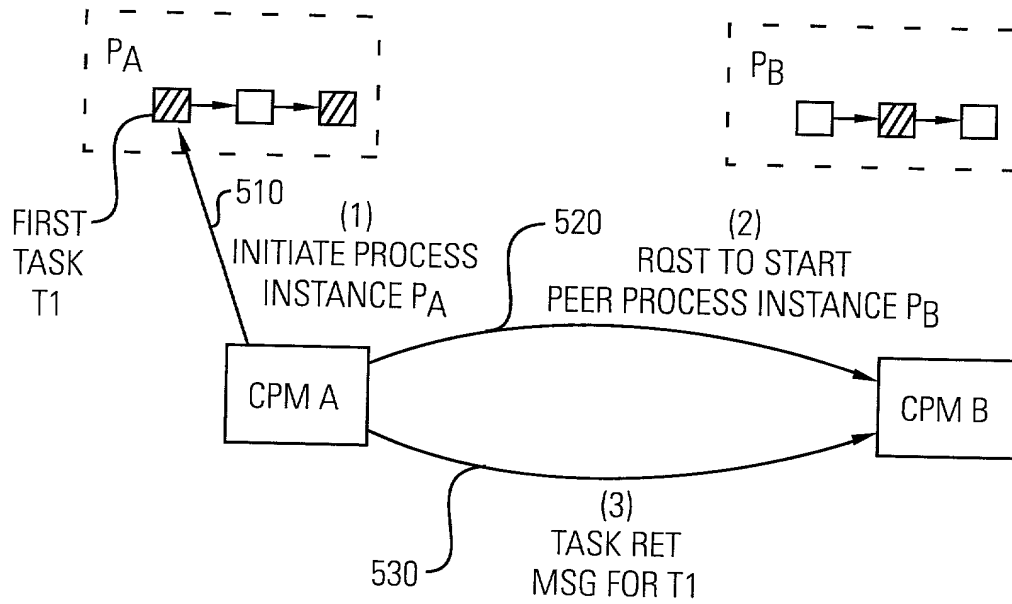 PA
PB
FIRST
TASK
T1
510
(1)
INITIATE PROCESS
INSTANCE PA
520
(2)
RQST TO START
PEER PROCESS INSTANCE PB
CPM A
CPM B
530
(3)
TASK RET
MSG FOR T1